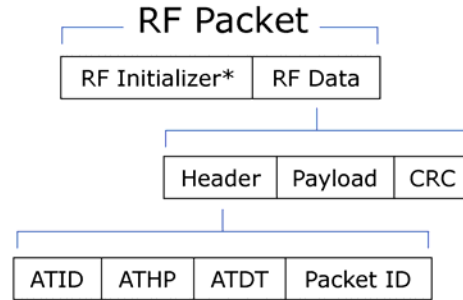 RF Packet
RF Initializer* RF Data
Header Payload CRC
ATID ATHP ATDT Packet ID